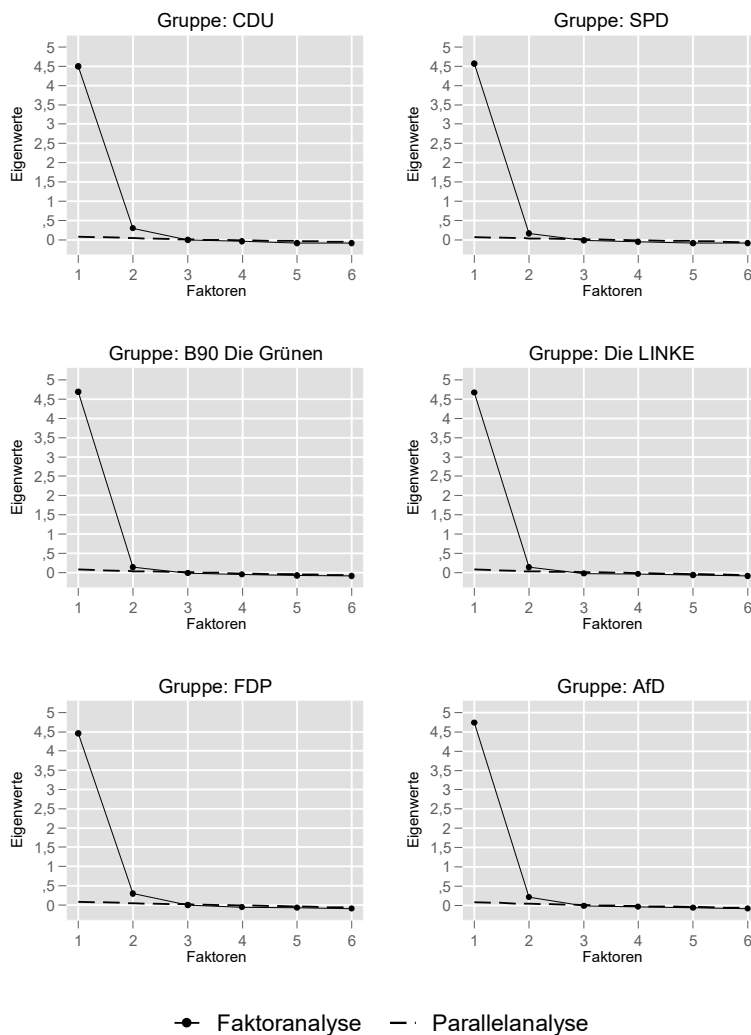 Gruppe: CDU
Eigenwerte
5
4,5
4
3,5
3
2,5
2
1,5
1
,5
0
1 2 3 4 5 6
Faktoren
Gruppe: SPD
Eigenwerte
5
4,5
4
3,5
3
2,5
2
1,5
1
,5
0
1 2 3 4 5 6
Faktoren
Gruppe: B90 Die Grünen
Eigenwerte
5
4,5
4
3,5
3
2,5
2
1,5
1
,5
0
1 2 3 4 5 6
Faktoren
Gruppe: Die LINKE
Eigenwerte
5
4,5
4
3,5
3
2,5
2
1,5
1
,5
0
1 2 3 4 5 6
Faktoren
Gruppe: FDP
Eigenwerte
5
4,5
4
3,5
3
2,5
2
1,5
1
,5
0
1 2 3 4 5 6
Faktoren
Gruppe: AfD
Eigenwerte
5
4,5
4
3,5
3
2,5
2
1,5
1
,5
0
1 2 3 4 5 6
Faktoren
Faktoranalyse Parallelanalyse